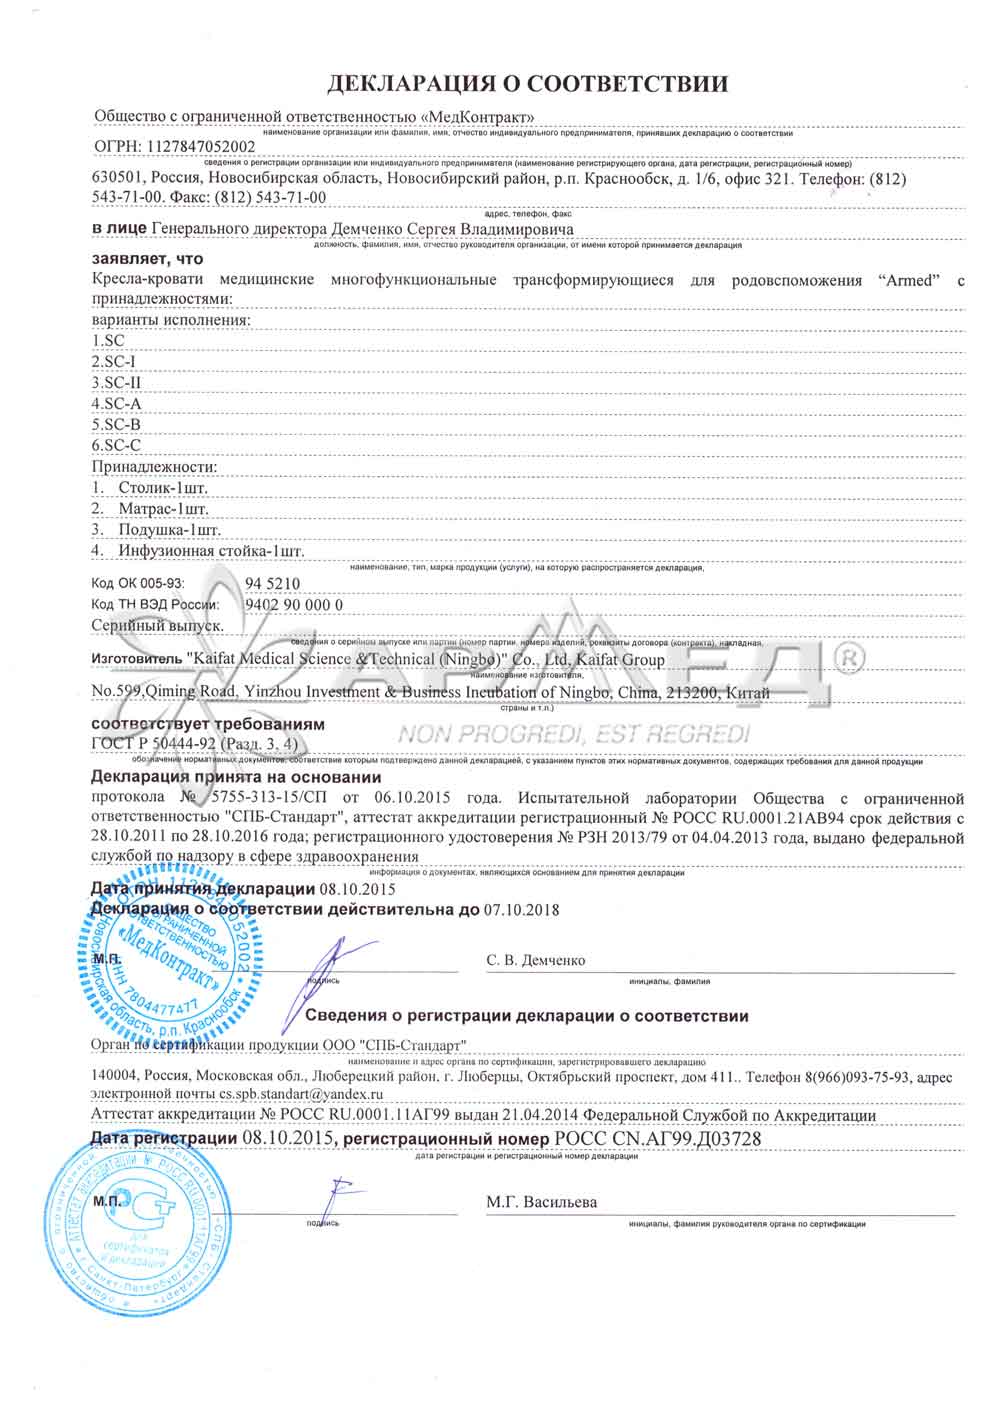 ДЕКЛАРАЦИЯ О СООТВЕТСТВИИ
Общество с ограниченной ответственностью «МедКонтракт»
наименование организации или фамилия, имя, отчество индивидуального предпринимателя, принявших декларацию о соответствии
ОГРН: 1127847052002
сведения о регистрации организации или индивидуального предпринимателя (наименование регистрирующего органа, дата регистрации, регистрационный номер)
630501, Россия, Новосибирская область, Новосибирский район, р.п. Краснообск, д. 1/6, офис 321. Телефон: (812)
543-71-00. Факс: (812) 543-71-00
адрес, телефон, факс
в лице Генерального директора Демченко Сергея Владимировича
должность, фамилия, имя, отчество руководителя организации, от имени которой принимается декларация
заявляет, что
Кресла-кровати медицинские многофункциональные трансформирующиеся для родовспоможения “Armed” с
принадлежностями:
варианты исполнения:
1.SC
2.SC-I
3.SC-II
4.SC-A
5.SC-B
6.SC-C
Принадлежности:
1. Столик-1шт.
2. Матрас-1шт.
3. Подушка-1шт.
4. Инфузионная стойка-1шт.
наименование, тип, марка продукции (услуги), на которую распространяется декларация,
Код ОК 005-93: 94 5210
Код ТН ВЭД России: 9402 90 000 0
Серийный выпуск.
сведения о серийном выпуске или партии (номер партии, номера изделий, реквизиты договора (контракта), накладная,
Изготовитель "Kaifat Medical Science &Technical (Ningbo)" Co., Ltd, Kaifat Group
наименование изготовителя,
No.599,Qiming Road, Yinzhou Investment & Business Incubation of Ningbo, China, 213200, Китай
страны и т.п.)
АРМЕД®
NON PROGREDI, EST REGREDI
соответствует требованиям
ГОСТ Р 50444-92 (Разд. 3, 4)
обозначение нормативных документов, соответствие которым подтверждено данной декларацией, с указанием пунктов этих нормативных документов, содержащих требования для данной продукции
Декларация принята на основании
протокола № 5755-313-15/СП от 06.10.2015 года. Испытательной лаборатории Общества с ограниченной
ответственностью "СПБ-Стандарт", аттестат аккредитации регистрационный № РОСС RU.0001.21АВ94 срок действия с
28.10.2011 по 28.10.2016 года; регистрационного удостоверения № РЗН 2013/79 от 04.04.2013 года, выдано федеральной
службой по надзору в сфере здравоохранения
информация о документах, являющихся основанием для принятия декларации
Дата принятия декларации 08.10.2015
Декларация о соответствии действительна до 07.10.2018
М.П.
С. В. Демченко
подпись
инициалы, фамилия
ОГРН 1127847052002 * Новосибирская область, р.п. Краснообск *
ОБЩЕСТВО
С ОГРАНИЧЕННОЙ
ОТВЕТСТВЕННОСТЬЮ
«МедКонтракт»
ИНН 7804477477
Сведения о регистрации декларации о соответствии
Орган по сертификации продукции ООО "СПБ-Стандарт"
наименование и адрес органа по сертификации, зарегистрировавшего декларацию
140004, Россия, Московская обл., Люберецкий район, г. Люберцы, Октябрьский проспект, дом 411.. Телефон 8(966)093-75-93, адрес
электронной почты cs.spb.standart@yandex.ru
Аттестат аккредитации № РОСС RU.0001.11АГ99 выдан 21.04.2014 Федеральной Службой по Аккредитации
Дата регистрации 08.10.2015, регистрационный номер РОСС CN.АГ99.Д03728
дата регистрации и регистрационный номер декларации
М.П.
М.Г. Васильева
подпись
инициалы, фамилия руководителя органа по сертификации
Общество с ограниченной ответственностью «СПБ-Стандарт»
Аттестат аккредитации № РОСС RU.0001.11АГ99 * г. Санкт-Петербург *
для
сертификатов
и деклараций